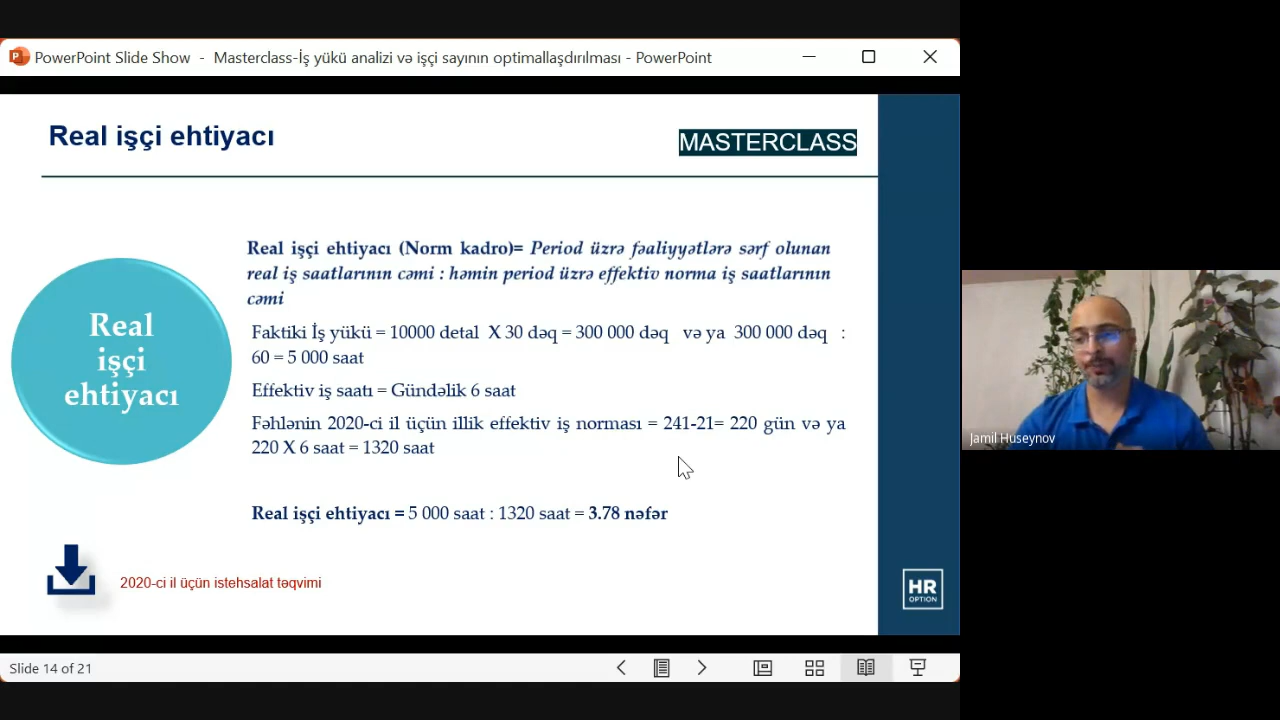 PowerPoint Slide Show - Masterclass-İş yükü analizi və işçi sayının optimallaşdırılması - PowerPoint
Real işçi ehtiyacı
MASTERCLASS
Real
işçi
ehtiyacı
Real işçi ehtiyacı (Norm kadro)= Period üzrə fəaliyyətlərə sərf olunan
real iş saatlarının cəmi : həmin period üzrə effektiv norma iş saatlarının
cəmi
Faktiki İş yükü = 10000 detal X 30 dəq = 300 000 dəq və ya 300 000 dəq :
60 = 5 000 saat
Effektiv iş saatı = Gündəlik 6 saat
Fəhlənin 2020-ci il üçün illik effektiv iş norması = 241-21= 220 gün və ya
220 X 6 saat = 1320 saat
Real işçi ehtiyacı = 5 000 saat : 1320 saat = 3.78 nəfər
2020-ci il üçün istehsalat təqvimi
HR
OPTION
Jamil Huseynov
Slide 14 of 21